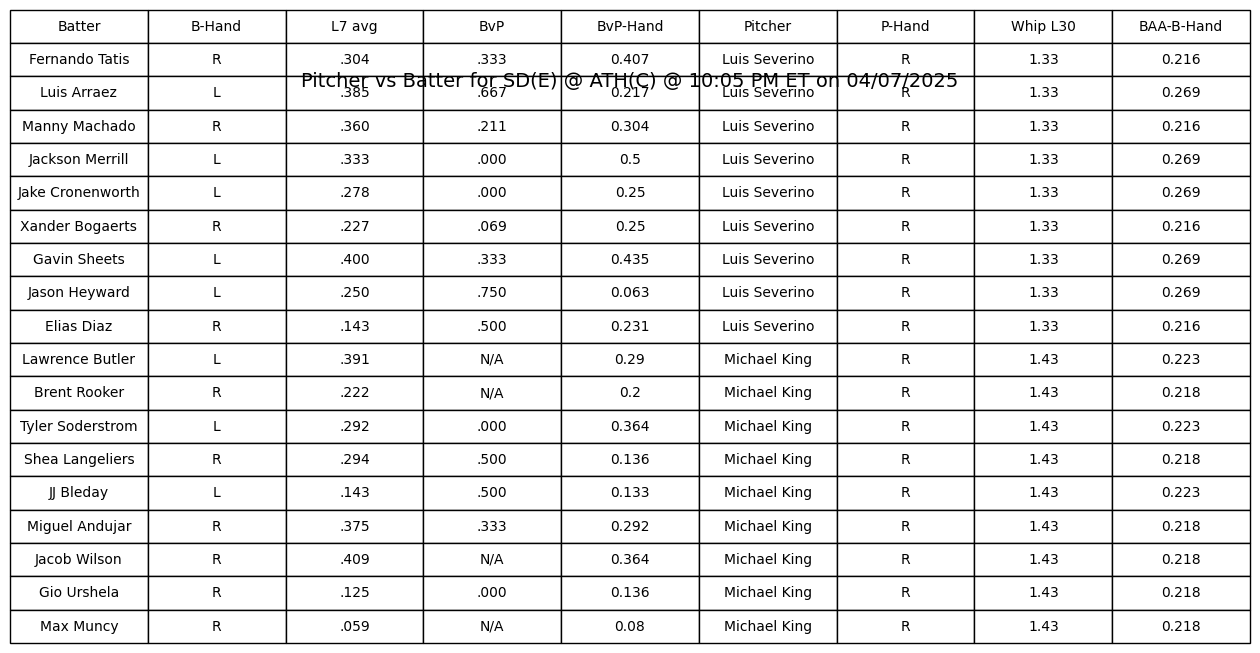 Batter B-Hand L7 avg BvP BvP-Hand Pitcher P-Hand Whip L30 BAA-B-Hand
Fernando Tatis R .304 .333 0.407 Luis Severino R 1.33 0.216
Pitcher vs Batter for SD(E) @ ATH(C) @ 10:05 PM ET on 04/07/2025
Luis Arraez L .385 .667 0.217 Luis Severino R 1.33 0.269
Manny Machado R .360 .211 0.304 Luis Severino R 1.33 0.216
Jackson Merrill L .333 .000 0.5 Luis Severino R 1.33 0.269
Jake Cronenworth L .278 .000 0.25 Luis Severino R 1.33 0.269
Xander Bogaerts R .227 .069 0.25 Luis Severino R 1.33 0.216
Gavin Sheets L .400 .333 0.435 Luis Severino R 1.33 0.269
Jason Heyward L .250 .750 0.063 Luis Severino R 1.33 0.269
Elias Diaz R .143 .500 0.231 Luis Severino R 1.33 0.216
Lawrence Butler L .391 N/A 0.29 Michael King R 1.43 0.223
Brent Rooker R .222 N/A 0.2 Michael King R 1.43 0.218
Tyler Soderstrom L .292 .000 0.364 Michael King R 1.43 0.223
Shea Langeliers R .294 .500 0.136 Michael King R 1.43 0.218
JJ Bleday L .143 .500 0.133 Michael King R 1.43 0.223
Miguel Andujar R .375 .333 0.292 Michael King R 1.43 0.218
Jacob Wilson R .409 N/A 0.364 Michael King R 1.43 0.218
Gio Urshela R .125 .000 0.136 Michael King R 1.43 0.218
Max Muncy R .059 N/A 0.08 Michael King R 1.43 0.218